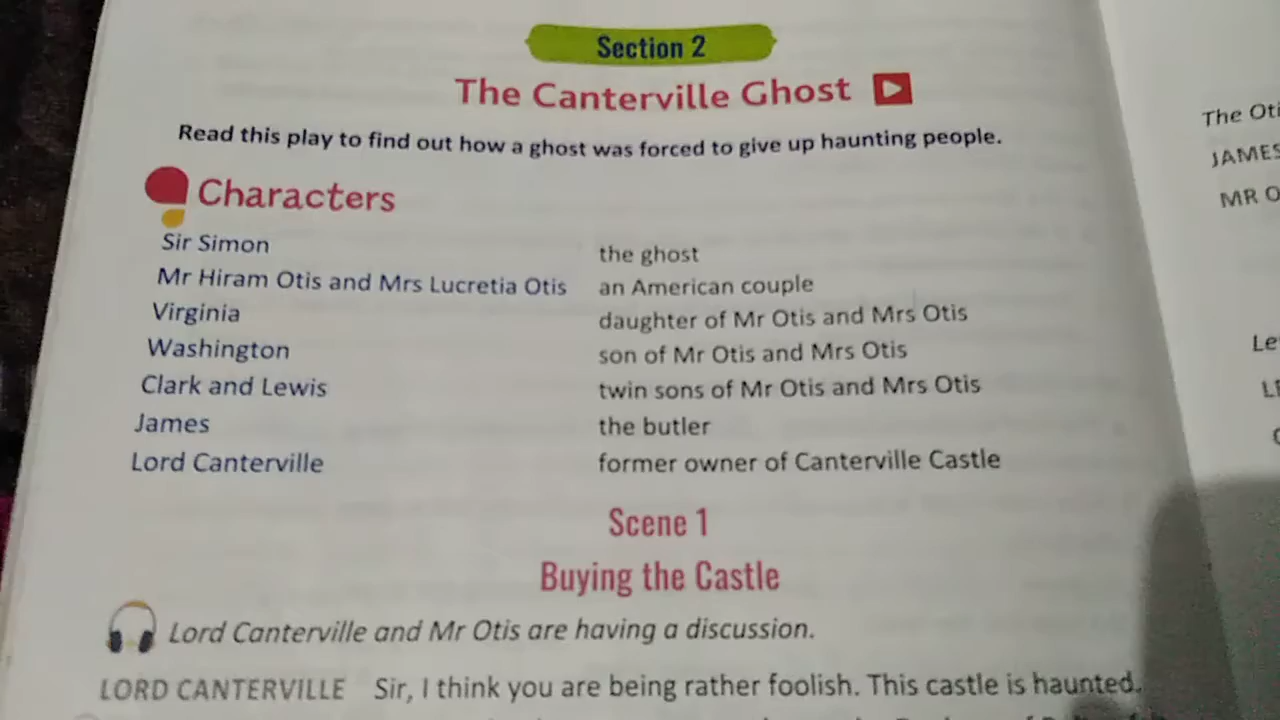 Section 2
The Canterville Ghost
Read this play to find out how a ghost was forced to give up haunting people.
Characters
Sir Simon the ghost
Mr Hiram Otis and Mrs Lucretia Otis an American couple
Virginia daughter of Mr Otis and Mrs Otis
Washington son of Mr Otis and Mrs Otis
Clark and Lewis twin sons of Mr Otis and Mrs Otis
James the butler
Lord Canterville former owner of Canterville Castle
Scene 1
Buying the Castle
Lord Canterville and Mr Otis are having a discussion.
LORD CANTERVILLE Sir, I think you are being rather foolish. This castle is haunted.
The
JAMES
MR